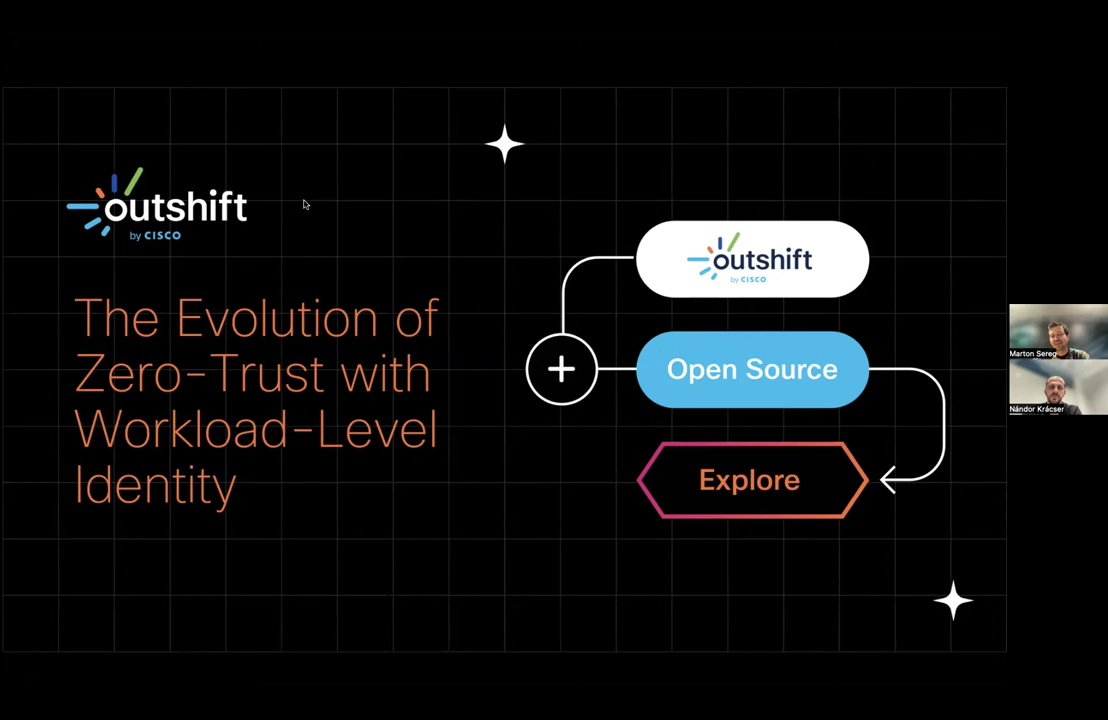 outshift
by CISCO
The Evolution of
Zero-Trust with
Workload-Level
Identity
outshift
by CISCO
Open Source
Explore
Marton Sereg
Nándor Krácser